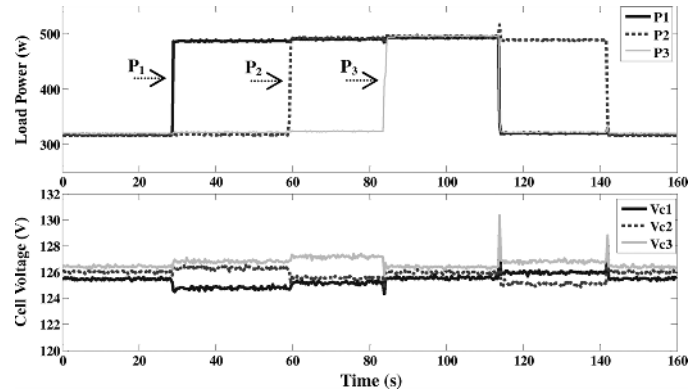 500
400
300
Load Power (w)
P1
P2
P3
P1
P2
P3
0 20 40 60 80 100 120 140 160
132
130
128
126
124
122
120
Cell Voltage (V)
Vc1
Vc2
Vc3
0 20 40 60 80 100 120 140 160
Time (s)